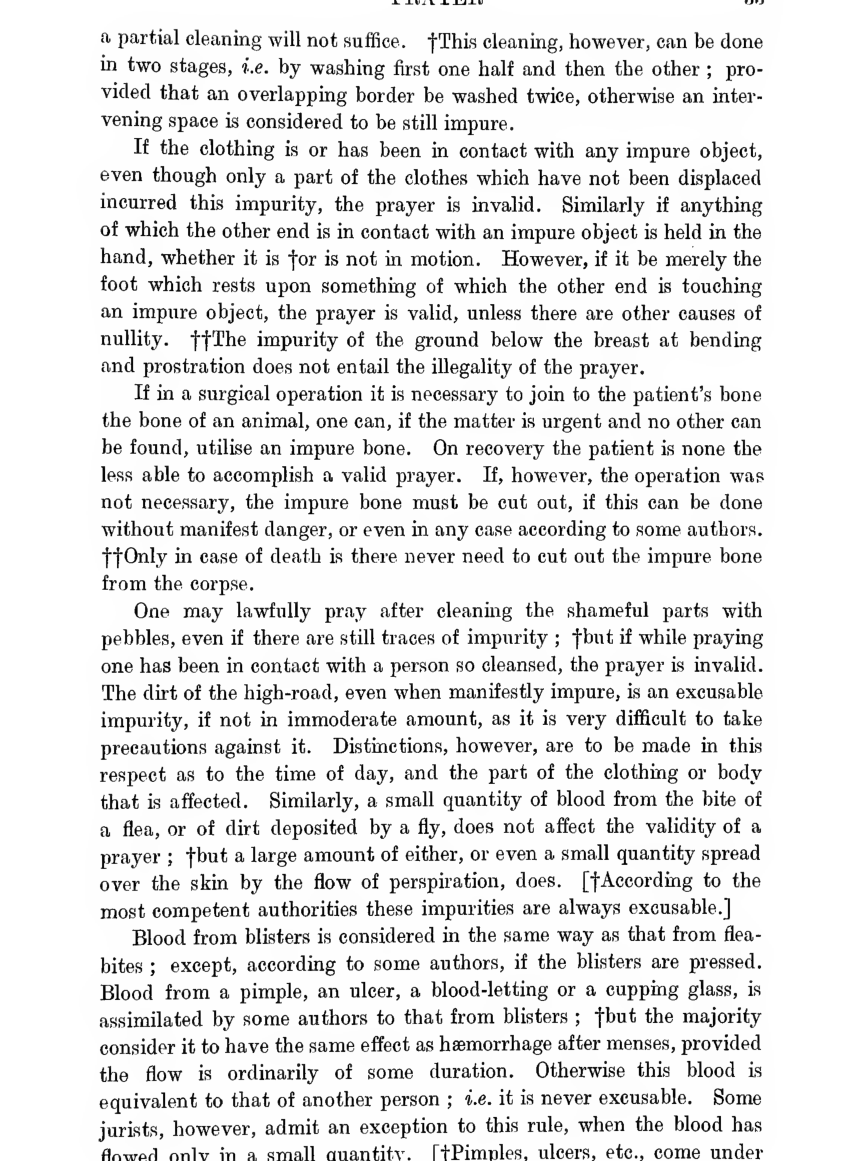 a partial cleaning will not suffice. †This cleaning, however, can be done
in two stages, i.e. by washing first one half and then the other ; pro-
vided that an overlapping border be washed twice, otherwise an inter-
vening space is considered to be still impure.
If the clothing is or has been in contact with any impure object,
even though only a part of the clothes which have not been displaced
incurred this impurity, the prayer is invalid. Similarly if anything
of which the other end is in contact with an impure object is held in the
hand, whether it is †or is not in motion. However, if it be merely the
foot which rests upon something of which the other end is touching
an impure object, the prayer is valid, unless there are other causes of
nullity. ††The impurity of the ground below the breast at bending
and prostration does not entail the illegality of the prayer.
If in a surgical operation it is necessary to join to the patient's bone
the bone of an animal, one can, if the matter is urgent and no other can
be found, utilise an impure bone. On recovery the patient is none the
less able to accomplish a valid prayer. If, however, the operation was
not necessary, the impure bone must be cut out, if this can be done
without manifest danger, or even in any case according to some authors.
††Only in case of death is there never need to cut out the impure bone
from the corpse.
One may lawfully pray after cleaning the shameful parts with
pebbles, even if there are still traces of impurity ; †but if while praying
one has been in contact with a person so cleansed, the prayer is invalid.
The dirt of the high-road, even when manifestly impure, is an excusable
impurity, if not in immoderate amount, as it is very difficult to take
precautions against it. Distinctions, however, are to be made in this
respect as to the time of day, and the part of the clothing or body
that is affected. Similarly, a small quantity of blood from the bite of
a flea, or of dirt deposited by a fly, does not affect the validity of a
prayer ; †but a large amount of either, or even a small quantity spread
over the skin by the flow of perspiration, does. [†According to the
most competent authorities these impurities are always excusable.]
Blood from blisters is considered in the same way as that from flea-
bites ; except, according to some authors, if the blisters are pressed.
Blood from a pimple, an ulcer, a blood-letting or a cupping glass, is
assimilated by some authors to that from blisters ; †but the majority
consider it to have the same effect as hæmorrhage after menses, provided
the flow is ordinarily of some duration. Otherwise this blood is
equivalent to that of another person ; i.e. it is never excusable. Some
jurists, however, admit an exception to this rule, when the blood has
flowed only in a small quantity. [†Pimples, ulcers, etc., come under